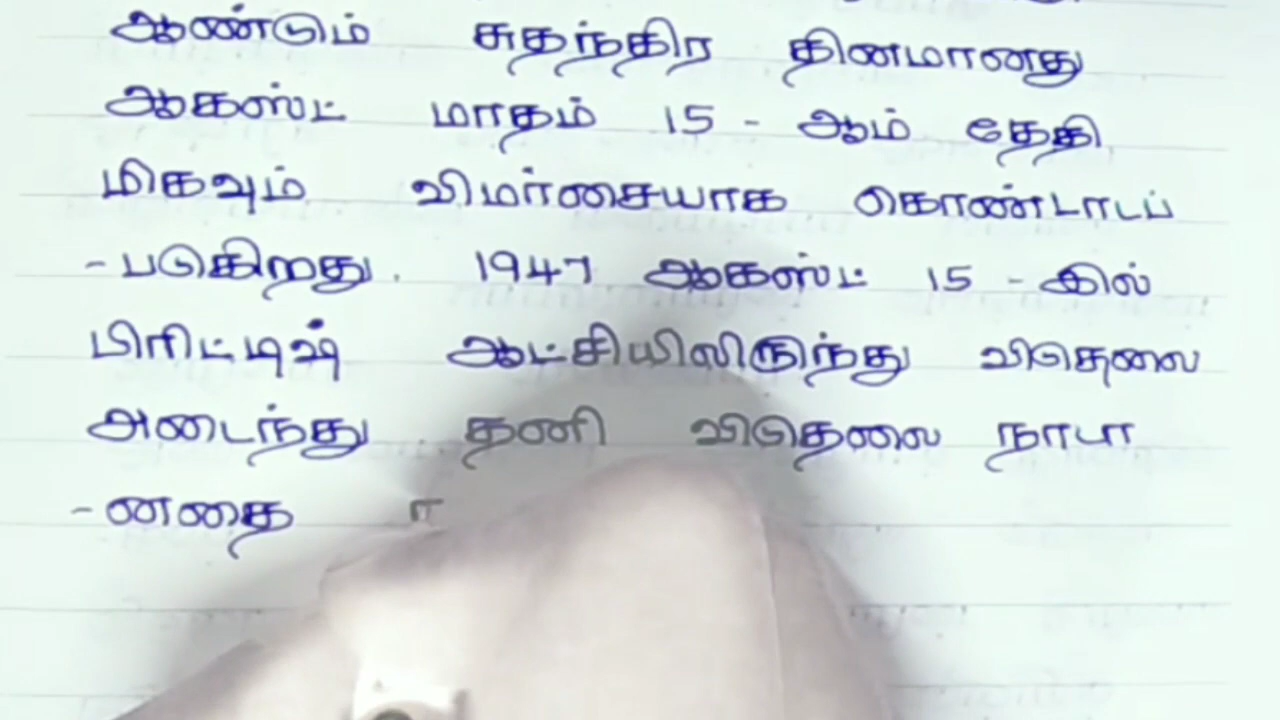 ஆண்டும் சுதந்திர தினமானது
ஆகஸ்ட் மாதம் 15 - ஆம் தேதி
மிகவும் விமர்சையாக கொண்டாடப்
- படுகிறது. 1947 ஆகஸ்ட் 15 - கில்
பிரிட்டிஷ் ஆட்சியிலிருந்து விடுதலை
அடைந்து தனி விடுதலை நாடா
- னதை